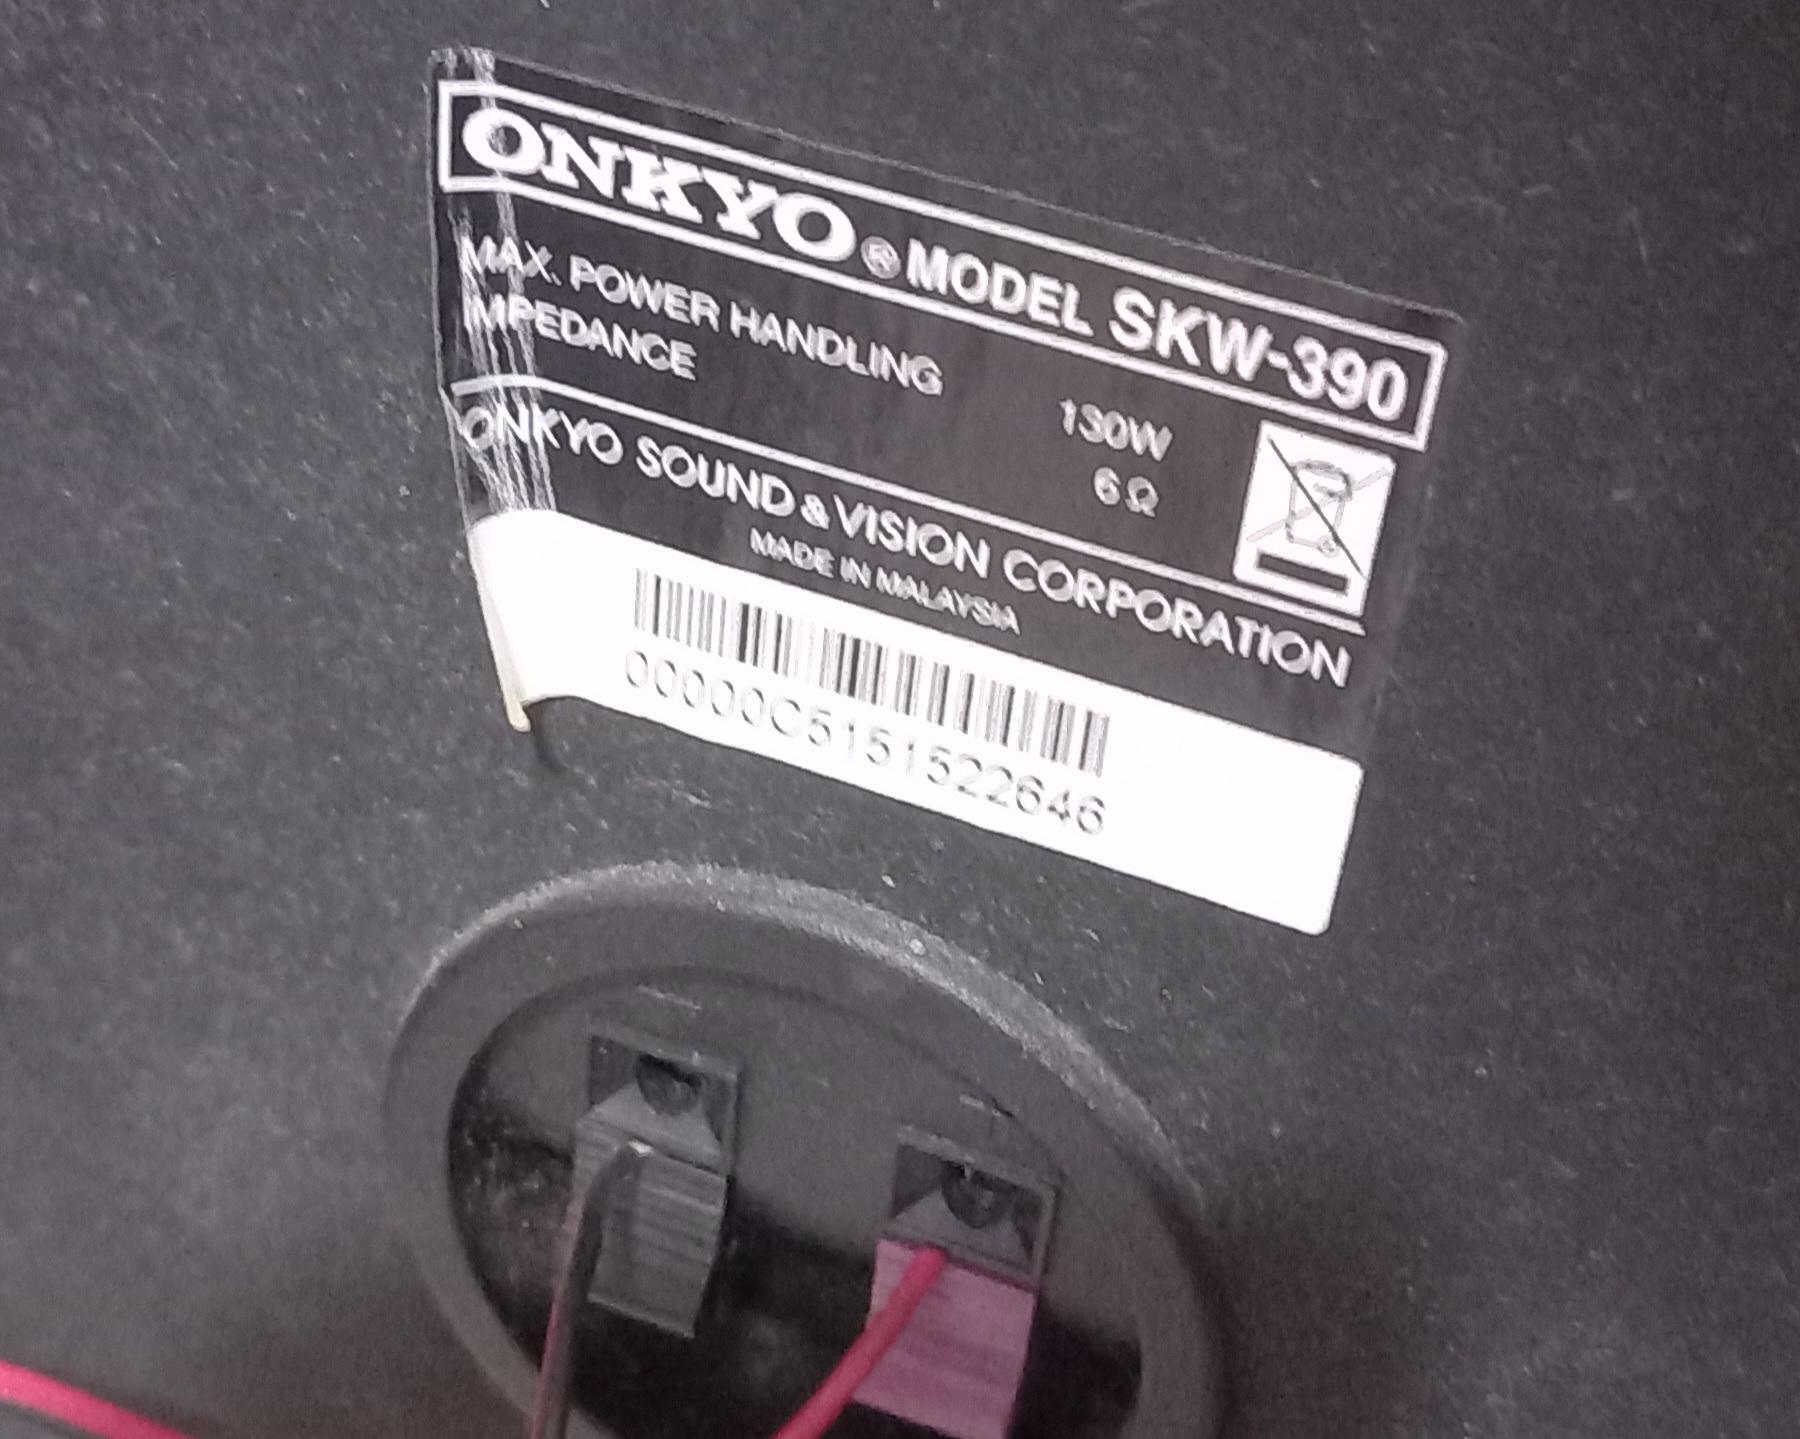 ONKYO® MODEL SKW-390
MAX. POWER HANDLING 130W
IMPEDANCE 6Ω
ONKYO SOUND & VISION CORPORATION
MADE IN MALAYSIA
00000C5151522646